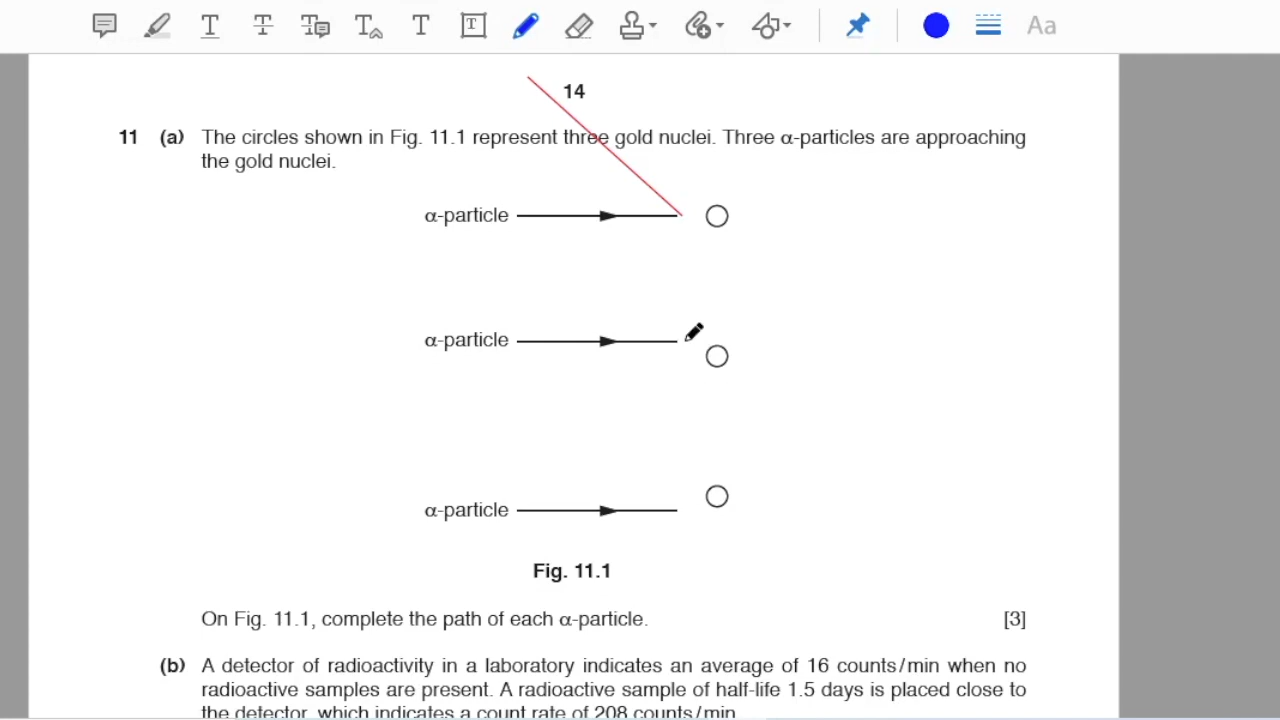 T T T T T T Aa
14
11 (a) The circles shown in Fig. 11.1 represent three gold nuclei. Three α-particles are approaching
the gold nuclei.
α-particle
α-particle
α-particle
Fig. 11.1
On Fig. 11.1, complete the path of each α-particle. [3]
(b) A detector of radioactivity in a laboratory indicates an average of 16 counts/min when no
radioactive samples are present. A radioactive sample of half-life 1.5 days is placed close to
the detector, which indicates a count rate of 208 counts/min.